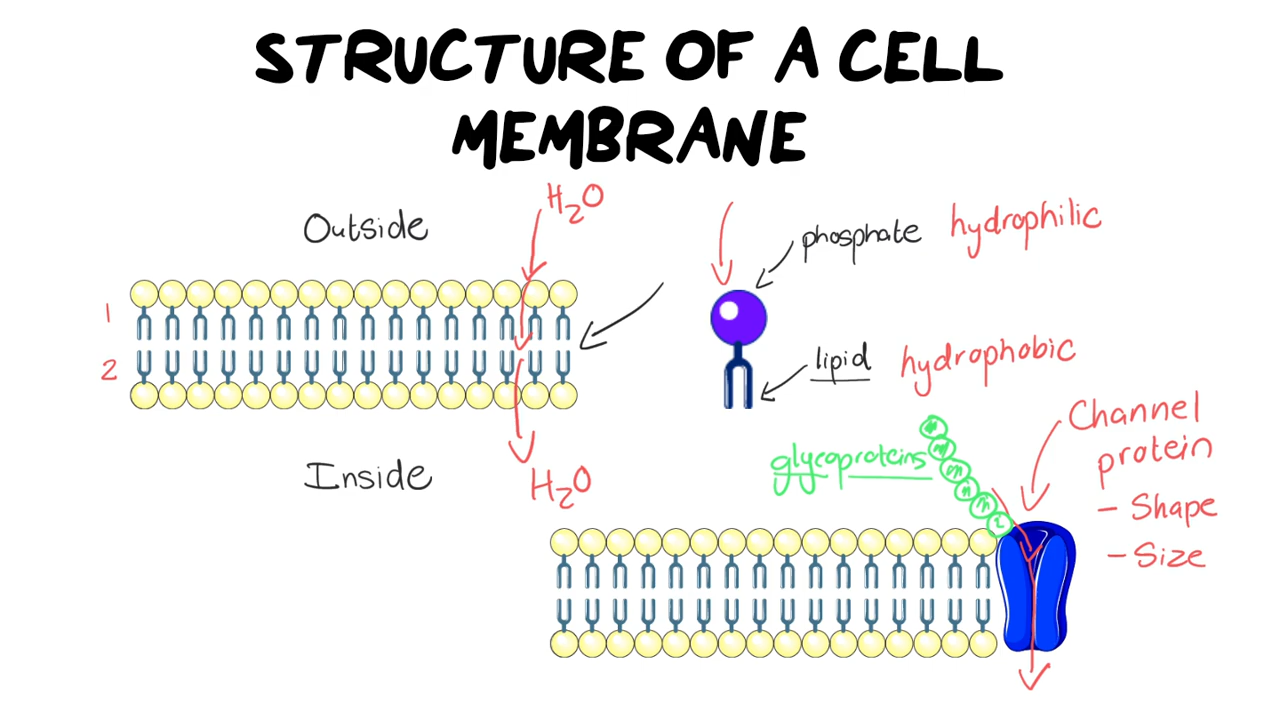 STRUCTURE OF A CELL
MEMBRANE
H₂O
Outside
phosphate hydrophilic
1
2
lipid hydrophobic
Inside
H₂O
glycoproteins
Channel
protein
- Shape
- Size